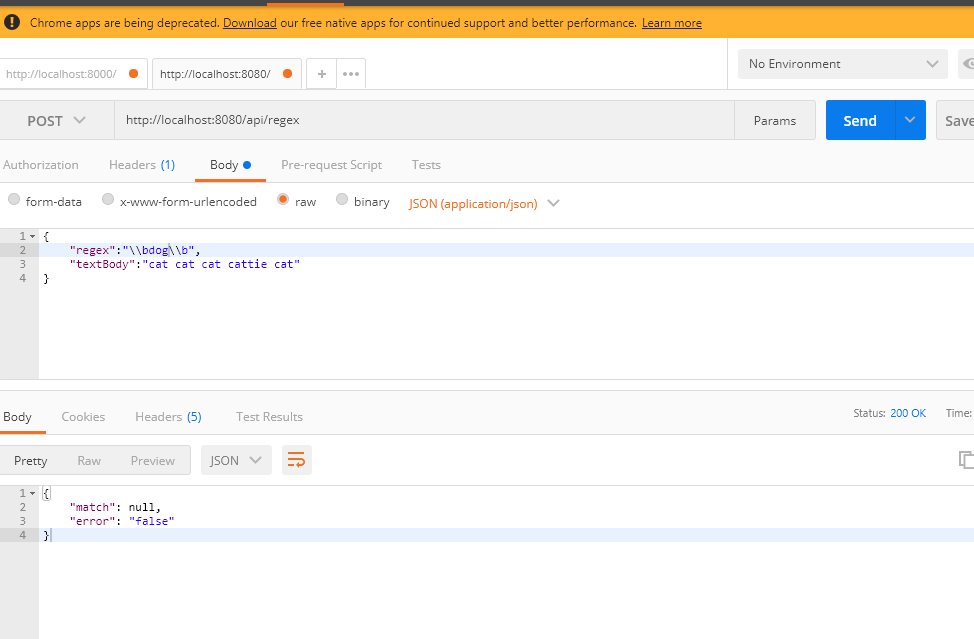 Chrome apps are being deprecated. Download our free native apps for continued support and better performance. Learn more
http://localhost:8000/ http://localhost:8080/ + •••
No Environment
POST http://localhost:8080/api/regex Params Send Save
Authorization Headers (1) Body Pre-request Script Tests
form-data x-www-form-urlencoded raw binary JSON (application/json)
1 {
2 "regex":"\\bdog\\b",
3 "textBody":"cat cat cat cattie cat"
4 }
Body Cookies Headers (5) Test Results Status: 200 OK Time:
Pretty Raw Preview JSON
1 {
2 "match": null,
3 "error": "false"
4 }